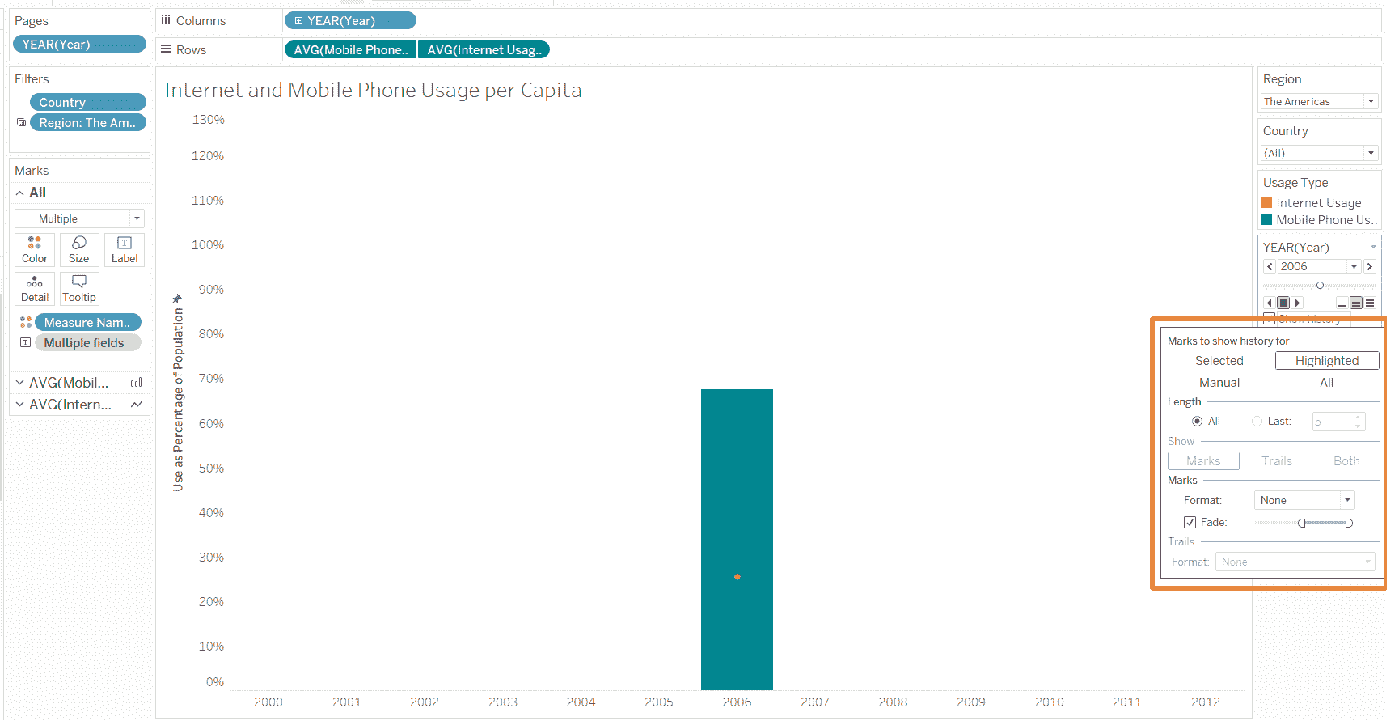 Pages
YEAR(Year)
Filters
Country
Region: The Am..
Marks
All
Multiple
Color Size Label
Detail Tooltip
Measure Nam..
Multiple fields
AVG(Mobil...
AVG(Intern...
Columns YEAR(Year)
Rows AVG(Mobile Phone.. AVG(Internet Usag..
Internet and Mobile Phone Usage per Capita
Use as Percentage of Population
130%
120%
110%
100%
90%
80%
70%
60%
50%
40%
30%
20%
10%
0%
2000 2001 2002 2003 2004 2005 2006 2007 2008 2009 2010 2011 2012
Region
The Americas
Country
(All)
Usage Type
Internet Usage
Mobile Phone Us..
YEAR(Year)
2006
Show history
Marks to show history for
Selected Highlighted
Manual All
Length
All Last: 5
Show
Marks Trails Both
Marks
Format: None
Fade:
Trails
Format: None